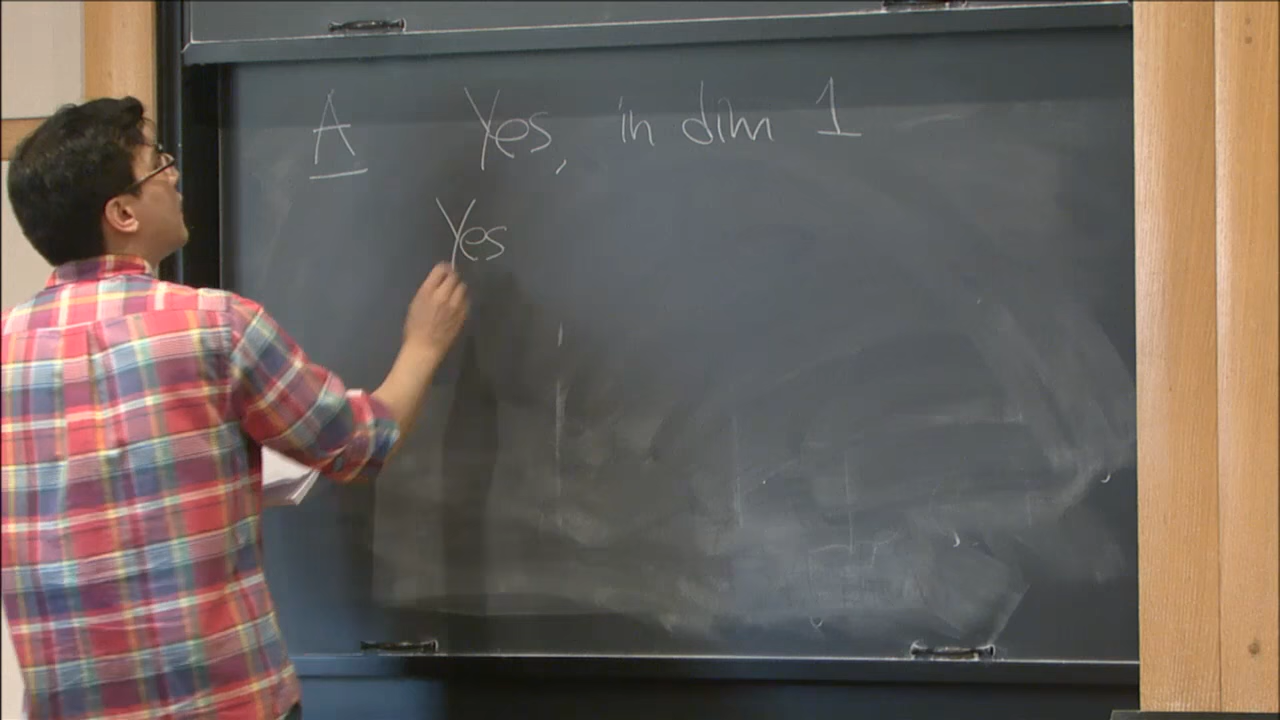 A Yes, in dim 1
Yes